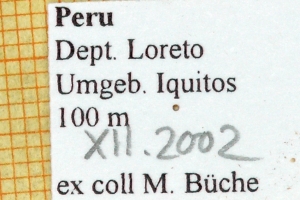 Peru
Dept. Loreto
Umgeb. Iquitos
100 m
XII. 2002
ex coll M. Büche